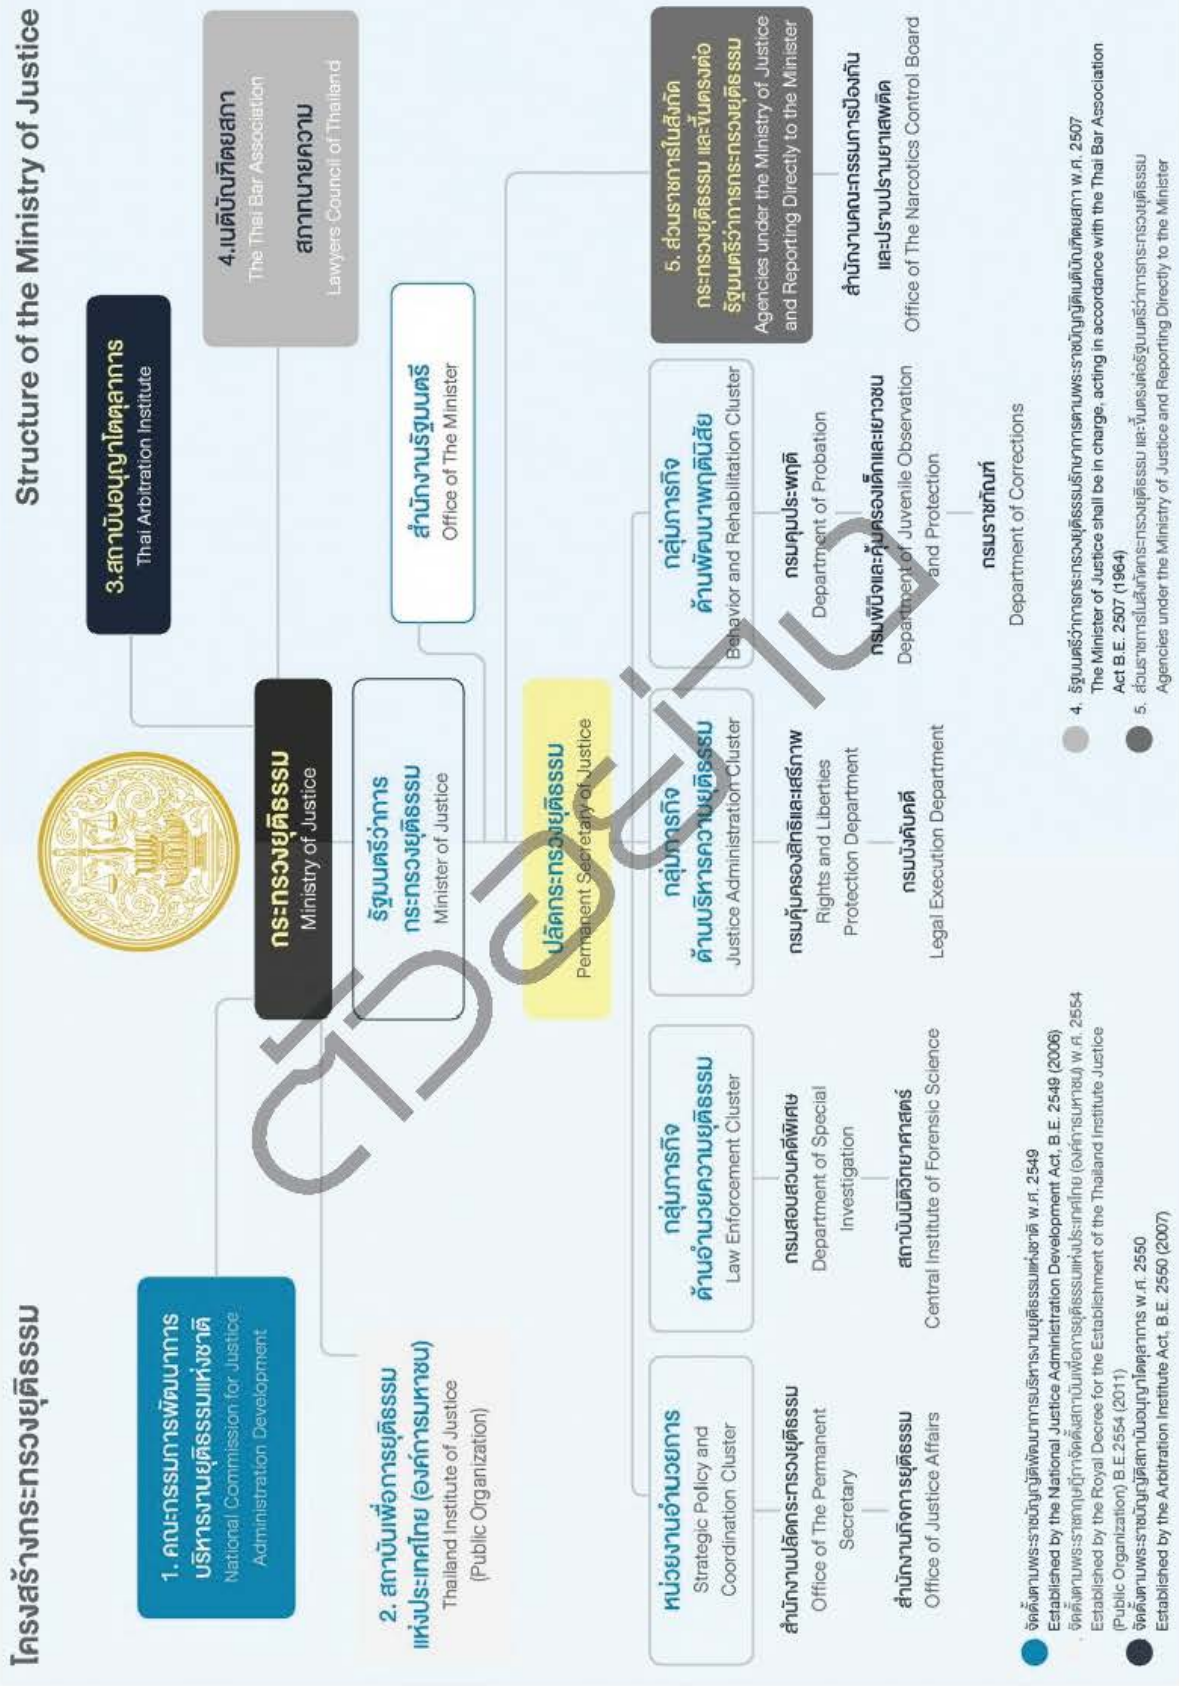 โครงสร้างกระทรวงยุติธรรม
Structure of the Ministry of Justice
1. คณะกรรมการพัฒนาการ
บริหารงานยุติธรรมแห่งชาติ
National Commission for Justice
Administration Development
2. สถาบันเพื่อการยุติธรรม
แห่งประเทศไทย (องค์การมหาชน)
Thailand Institute of Justice
(Public Organization)
กระทรวงยุติธรรม
Ministry of Justice
3.สถาบันอนุญาโตตุลาการ
Thai Arbitration Institute
4.เนติบัณฑิตยสภา
The Thai Bar Association
สภาทนายความ
Lawyers Council of Thailand
รัฐมนตรีว่าการ
กระทรวงยุติธรรม
Minister of Justice
สำนักงานรัฐมนตรี
Office of The Minister
ปลัดกระทรวงยุติธรรม
Permanent Secretary of Justice
หน่วยงานอำนวยการ
Strategic Policy and
Coordination Cluster
สำนักงานปลัดกระทรวงยุติธรรม
Office of The Permanent
Secretary
สำนักงานกิจการยุติธรรม
Office of Justice Affairs
กลุ่มภารกิจ
ด้านอำนวยความยุติธรรม
Law Enforcement Cluster
กรมสอบสวนคดีพิเศษ
Department of Special
Investigation
สถาบันนิติวิทยาศาสตร์
Central Institute of Forensic Science
กลุ่มภารกิจ
ด้านบริหารความยุติธรรม
Justice Administration Cluster
กรมคุ้มครองสิทธิและเสรีภาพ
Rights and Liberties
Protection Department
กรมบังคับคดี
Legal Execution Department
กลุ่มภารกิจ
ด้านพัฒนาพฤตินิสัย
Behavior and Rehabilitation Cluster
กรมคุมประพฤติ
Department of Probation
กรมพินิจและคุ้มครองเด็กและเยาวชน
Department of Juvenile Observation
and Protection
กรมราชทัณฑ์
Department of Corrections
5. ส่วนราชการในสังกัด
กระทรวงยุติธรรม และขึ้นตรงต่อ
รัฐมนตรีว่าการกระทรวงยุติธรรม
Agencies under the Ministry of Justice
and Reporting Directly to the Minister
สำนักงานคณะกรรมการป้องกัน
และปราบปรามยาเสพติด
Office of The Narcotics Control Board
จัดตั้งตามพระราชบัญญัติพัฒนาการบริหารงานยุติธรรมแห่งชาติ พ.ศ. 2549
Established by the National Justice Administration Development Act, B.E. 2549 (2006)
จัดตั้งตามพระราชกฤษฎีกาจัดตั้งสถาบันเพื่อการยุติธรรมแห่งประเทศไทย (องค์การมหาชน) พ.ศ. 2554
Established by the Royal Decree for the Establishment of the Thailand Institute Justice
(Public Organization) B.E.2554 (2011)
จัดตั้งตามพระราชบัญญัติสถาบันอนุญาโตตุลาการ พ.ศ. 2550
Established by the Arbitration Institute Act, B.E. 2550 (2007)
4. รัฐมนตรีว่าการกระทรวงยุติธรรมรักษาการตามพระราชบัญญัติเนติบัณฑิตยสภา พ.ศ. 2507
The Minister of Justice shall be in charge, acting in accordance with the Thai Bar Association
Act B.E. 2507 (1964)
5. ส่วนราชการในสังกัดกระทรวงยุติธรรม และขึ้นตรงต่อรัฐมนตรีว่าการกระทรวงยุติธรรม
Agencies under the Ministry of Justice and Reporting Directly to the Minister
ตัวอย่าง